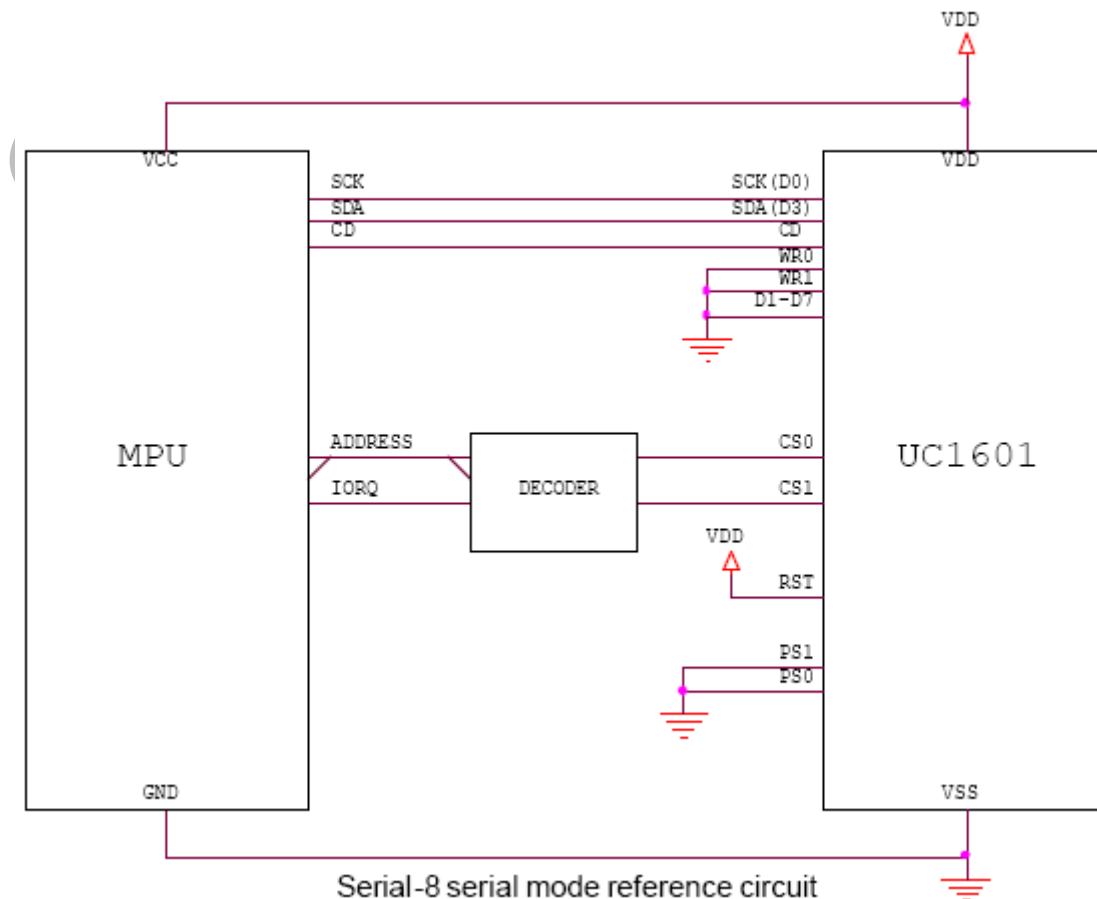 VDD
VCC
VDD
SCK
SCK(D0)
SDA
SDA(D3)
CD
CD
WR0
WR1
D1-D7
ADDRESS
CS0
MPU
DECODER
UC1601
IORQ
CS1
VDD
RST
PS1
PS0
GND
VSS
Serial-8 serial mode reference circuit